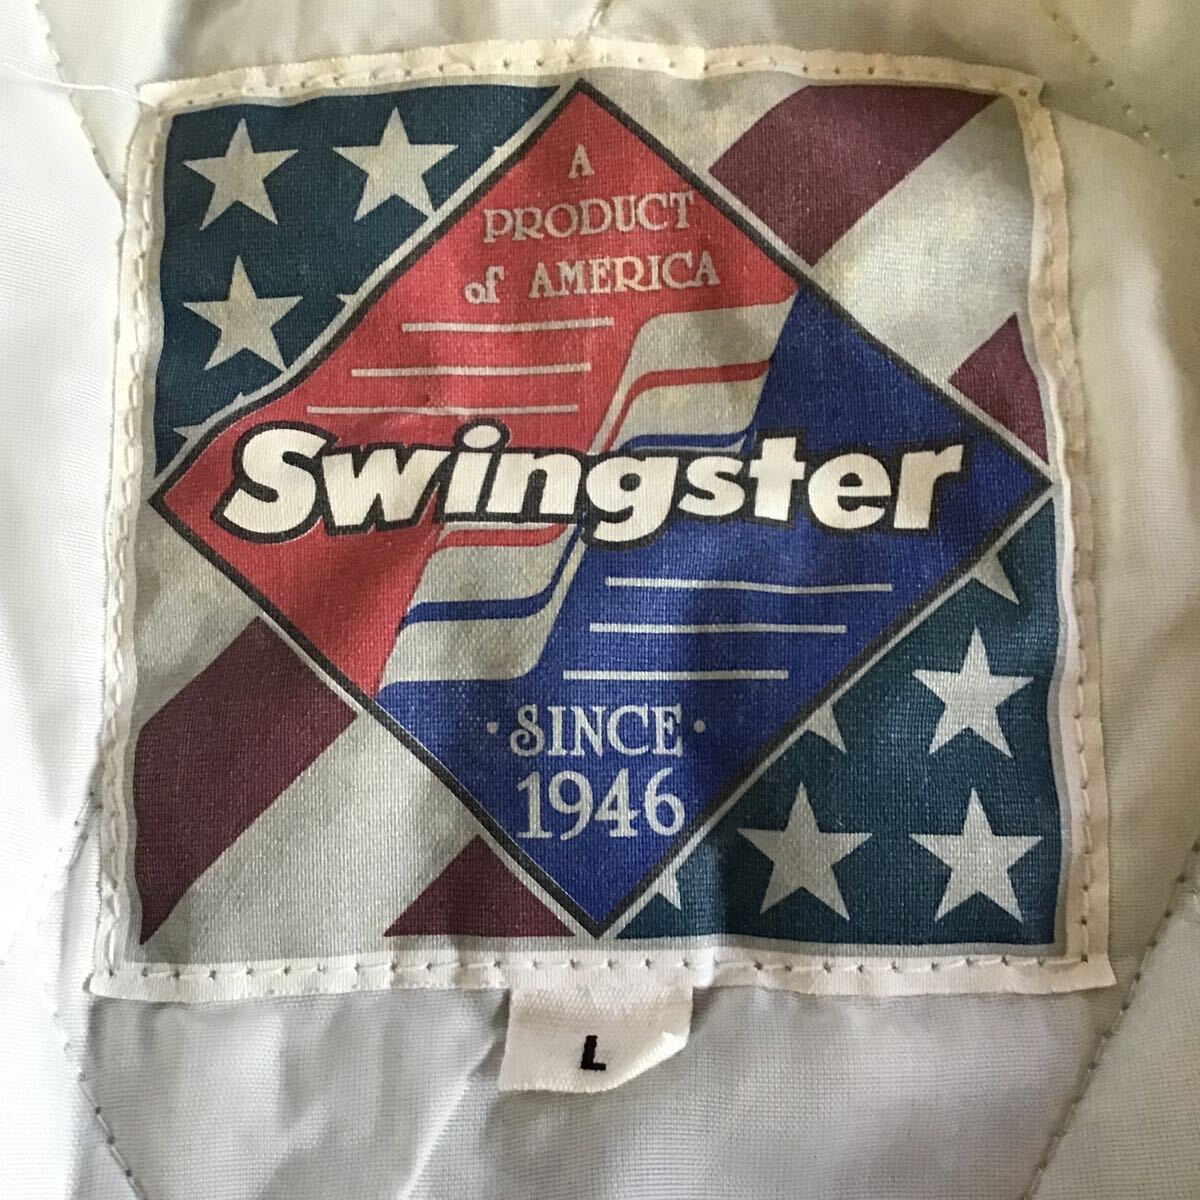 A
PRODUCT
of AMERICA
Swingster
·SINCE·
1946
L